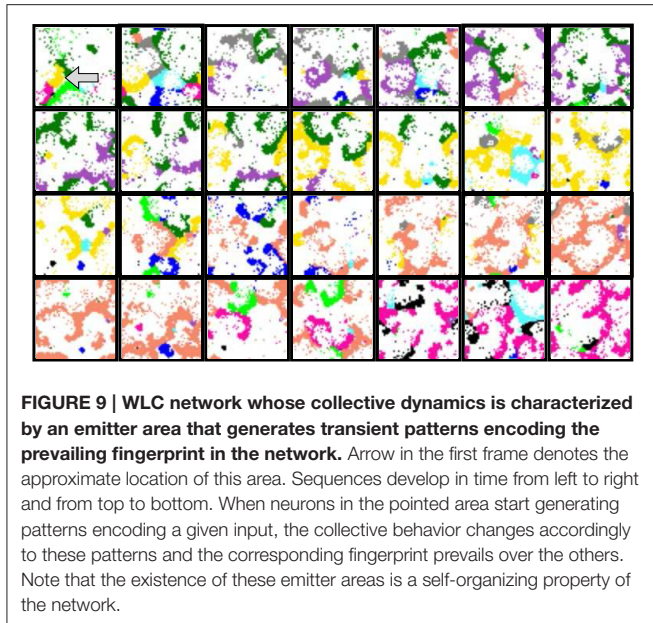 FIGURE 9 | WLC network whose collective dynamics is characterized
by an emitter area that generates transient patterns encoding the
prevailing fingerprint in the network. Arrow in the first frame denotes the
approximate location of this area. Sequences develop in time from left to right
and from top to bottom. When neurons in the pointed area start generating
patterns encoding a given input, the collective behavior changes accordingly
to these patterns and the corresponding fingerprint prevails over the others.
Note that the existence of these emitter areas is a self-organizing property of
the network.